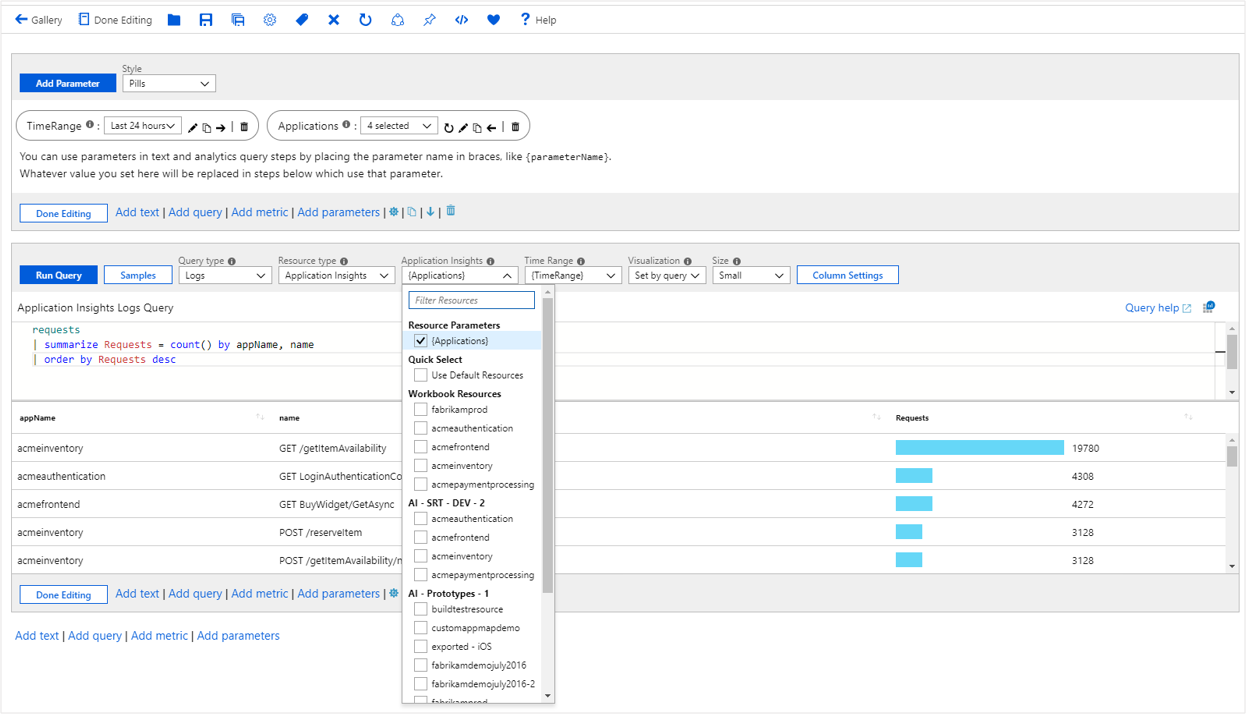 Gallery Done Editing Help
Style
Add Parameter Pills
TimeRange : Last 24 hours Applications : 4 selected
You can use parameters in text and analytics query steps by placing the parameter name in braces, like {parameterName}.
Whatever value you set here will be replaced in steps below which use that parameter.
Done Editing Add text | Add query | Add metric | Add parameters | | |
Query type Resource type Application Insights Time Range Visualization Size
Run Query Samples Logs Application Insights {Applications} {TimeRange} Set by query Small Column Settings
Filter Resources
Application Insights Logs Query
Query help
requests
| summarize Requests = count() by appName, name
| order by Requests desc
Resource Parameters
{Applications}
Quick Select
Use Default Resources
Workbook Resources
fabrikamprod
acmeauthentication
acmefrontend
acmeinventory
acmepaymentprocessing
AI - SRT - DEV - 2
acmeauthentication
acmefrontend
acmeinventory
acmepaymentprocessing
AI - Prototypes - 1
buildtestresource
customappmapdemo
exported - iOS
fabrikamdemojuly2016
fabrikamdemojuly2016-2
fabrikamprod
appName name Requests
acmeinventory GET /getItemAvailability 19780
acmeauthentication GET LoginAuthenticationCo 4308
acmefrontend GET BuyWidget/GetAsync 4272
acmeinventory POST /reserveItem 3128
acmeinventory POST /getItemAvailability/ 3128
Done Editing Add text | Add query | Add metric | Add parameters |
Add text | Add query | Add metric | Add parameters